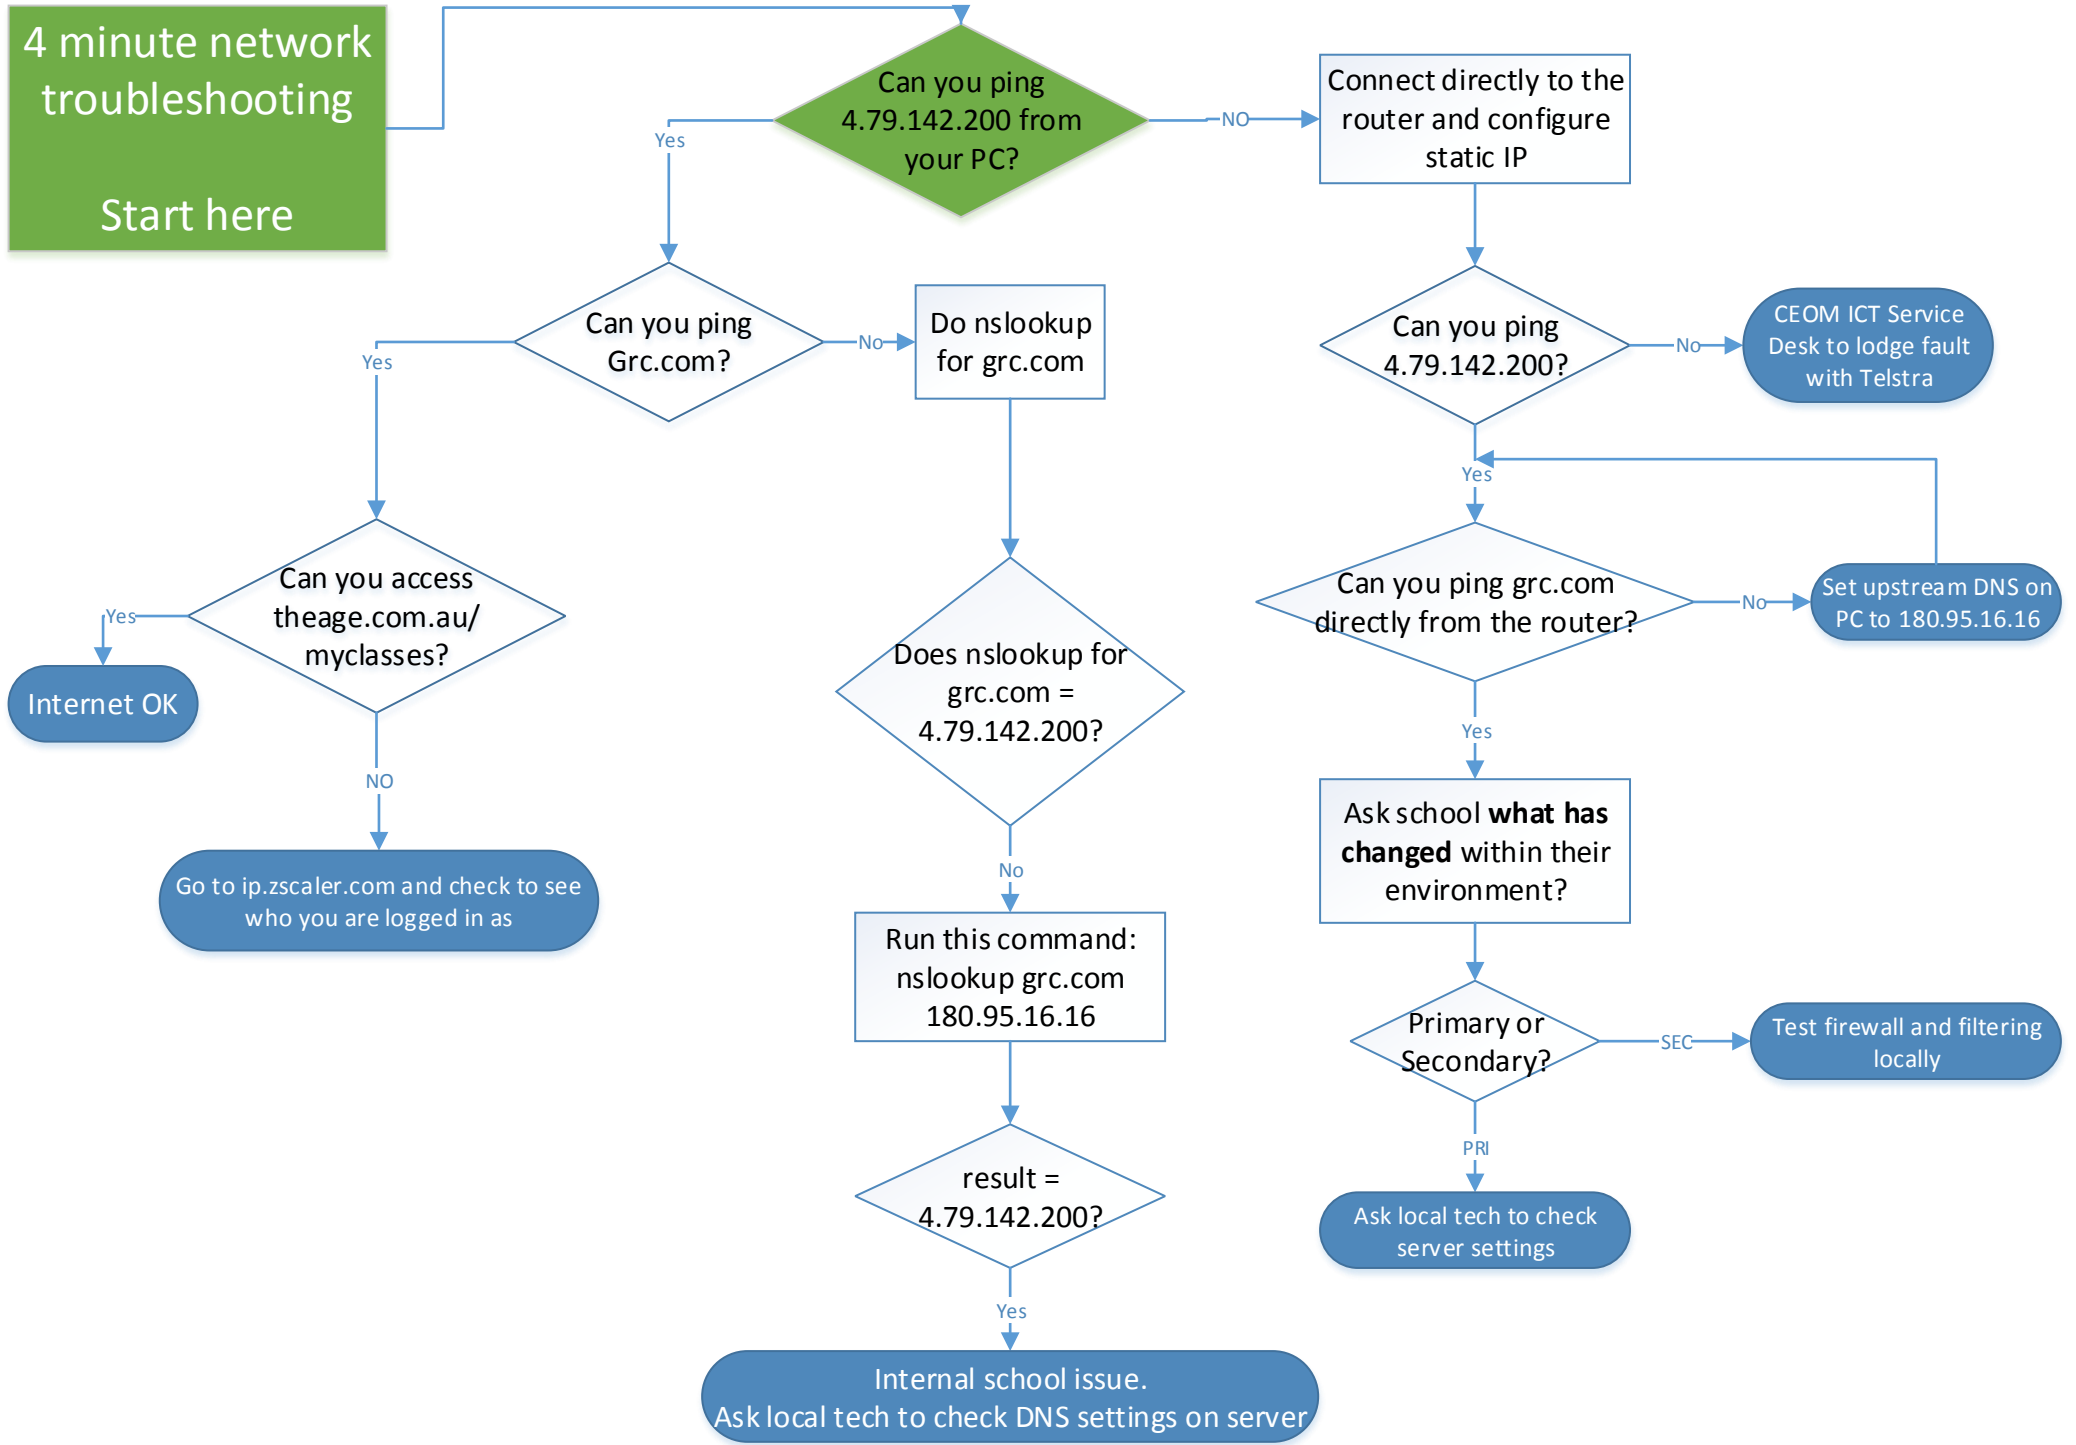 4 minute network
troubleshooting
Start here
Can you ping
4.79.142.200 from
your PC?
NO
Connect directly to the
router and configure
static IP
Yes
Can you ping
Grc.com?
No
Do nslookup
for grc.com
Can you ping
4.79.142.200?
No
CEOM ICT Service
Desk to lodge fault
with Telstra
Yes
Yes
Can you access
theage.com.au/
myclasses?
Yes
Internet OK
NO
Go to ip.zscaler.com and check to see
who you are logged in as
Does nslookup for
grc.com =
4.79.142.200?
No
Run this command:
nslookup grc.com
180.95.16.16
result =
4.79.142.200?
Yes
Internal school issue.
Ask local tech to check DNS settings on server
Can you ping grc.com
directly from the router?
No
Set upstream DNS on
PC to 180.95.16.16
Yes
Ask school what has
changed within their
environment?
Primary or
Secondary?
SEC
Test firewall and filtering
locally
PRI
Ask local tech to check
server settings